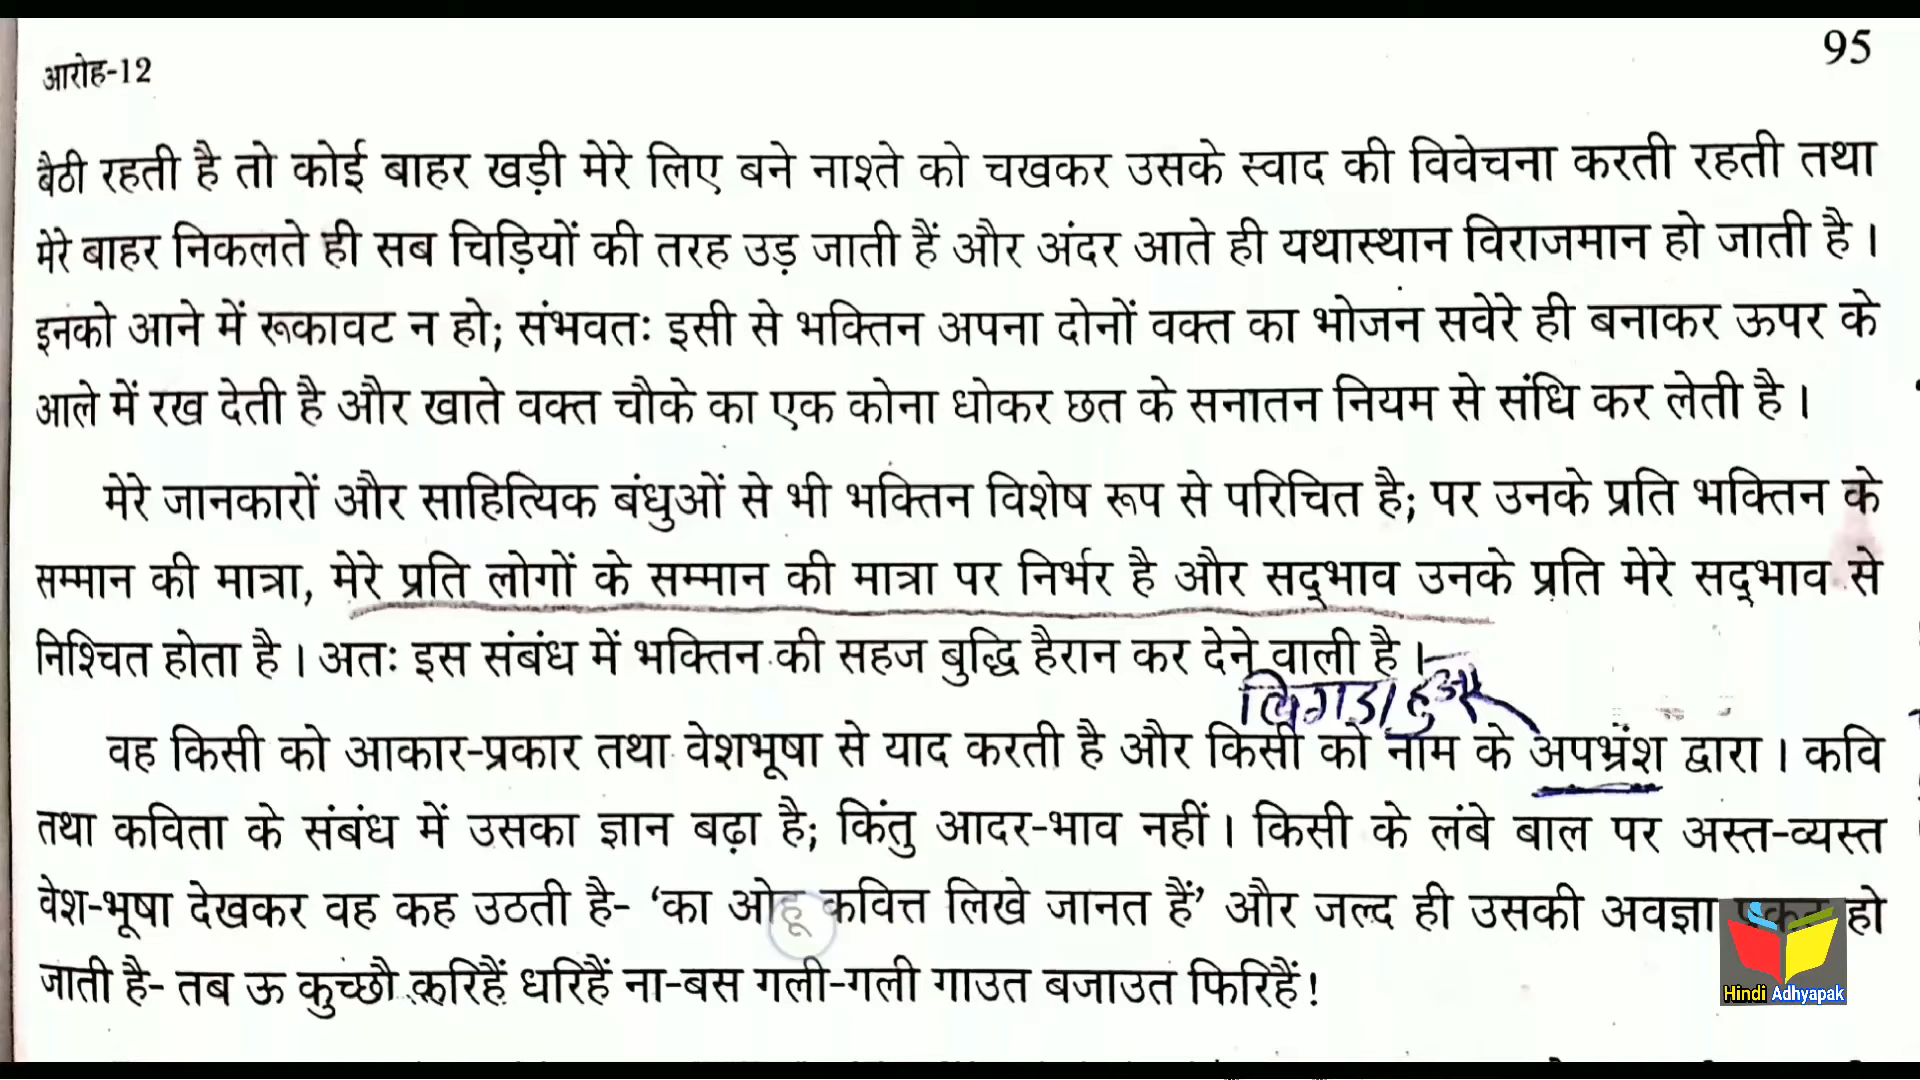 आरोह-12
95
बैठी रहती है तो कोई बाहर खड़ी मेरे लिए बने नाश्ते को चखकर उसके स्वाद की विवेचना करती रहती तथा
मेरे बाहर निकलते ही सब चिड़ियों की तरह उड़ जाती हैं और अंदर आते ही यथास्थान विराजमान हो जाती है।
इनको आने में रूकावट न हो; संभवतः इसी से भक्तिन अपना दोनों वक्त का भोजन सवेरे ही बनाकर ऊपर के
आले में रख देती है और खाते वक्त चौके का एक कोना धोकर छत के सनातन नियम से संधि कर लेती है।
मेरे जानकारों और साहित्यिक बंधुओं से भी भक्तिन विशेष रूप से परिचित है; पर उनके प्रति भक्तिन के
सम्मान की मात्रा, मेरे प्रति लोगों के सम्मान की मात्रा पर निर्भर है और सद्‌भाव उनके प्रति मेरे सद्‌भाव से
निश्चित होता है। अतः इस संबंध में भक्तिन की सहज बुद्धि हैरान कर देने वाली है।
बिगड़ा हुआ
वह किसी को आकार-प्रकार तथा वेशभूषा से याद करती है और किसी को नाम के अपभ्रंश द्वारा। कवि
तथा कविता के संबंध में उसका ज्ञान बढ़ा है; किंतु आदर-भाव नहीं। किसी के लंबे बाल पर अस्त-व्यस्त
वेश-भूषा देखकर वह कह उठती है- ‘का ओहू कवित्त लिखे जानत हैं’ और जल्द ही उसकी अवज्ञा प्रकट हो
जाती है- तब ऊ कुच्छौ करिहैं धरिहैं ना-बस गली-गली गाउत बजाउत फिरिहैं!
Hindi Adhyapak